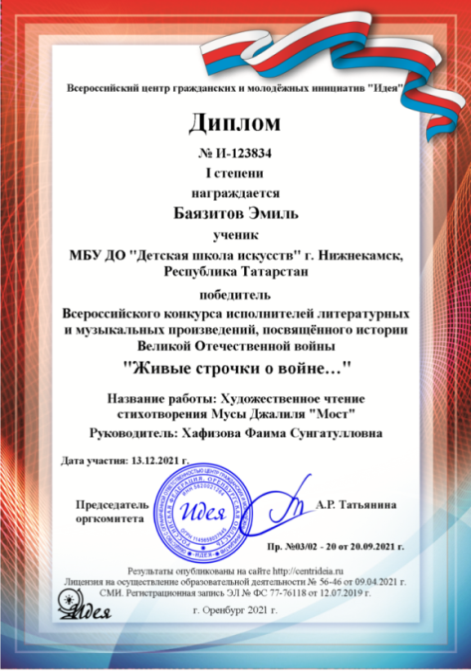 Всероссийский центр гражданских и молодёжных инициатив "Идея"
Диплом
№ И-123834
I степени
награждается
Баязитов Эмиль
ученик
МБУ ДО "Детская школа искусств" г. Нижнекамск,
Республика Татарстан
победитель
Всероссийского конкурса исполнителей литературных
и музыкальных произведений, посвящённого истории
Великой Отечественной войны
"Живые строчки о войне…"
Название работы: Художественное чтение
стихотворения Мусы Джалиля "Мост"
Руководитель: Хафизова Фаима Сунгатулловна
Дата участия: 13.12.2021 г.
Председатель
оргкомитета
Идея
А.Р. Татьянина
Пр. №03/02 - 20 от 20.09.2021 г.
Результаты опубликованы на сайте http://centrideia.ru
Лицензия на осуществление образовательной деятельности № 56-46 от 09.04.2021 г.
СМИ. Регистрационная запись ЭЛ № ФС 77-76118 от 12.07.2019 г.
Идея
г. Оренбург 2021 г.